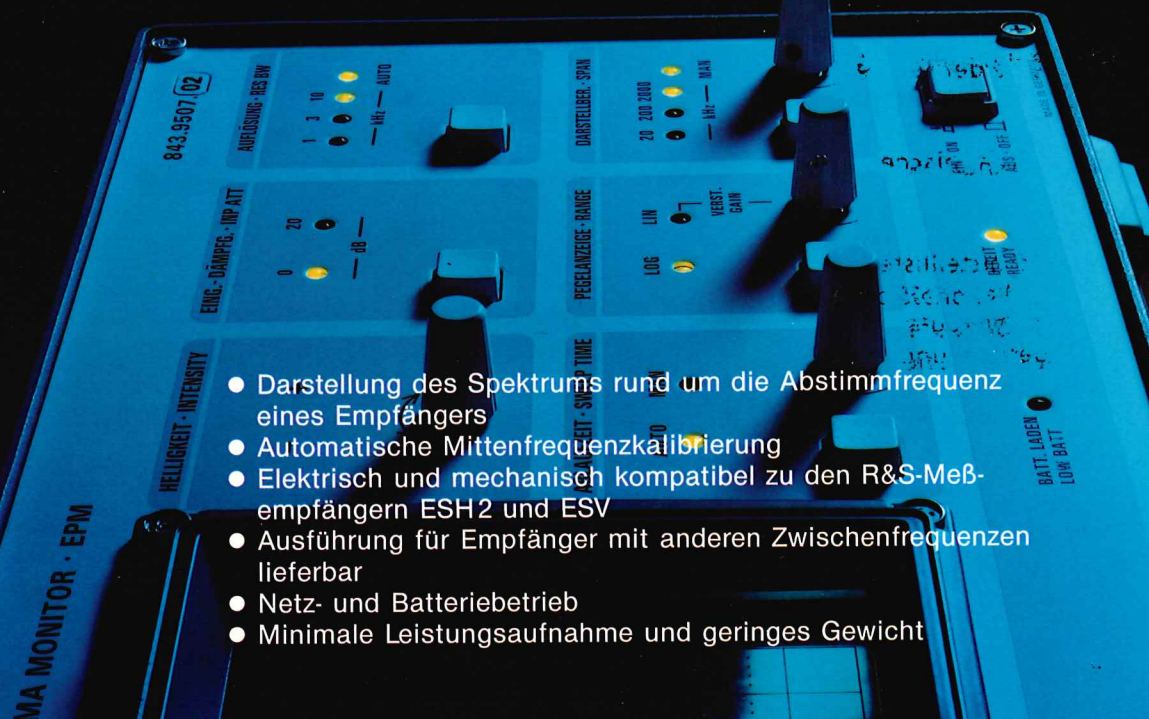 843.9507.02
AUFLÖSUNG · RES BW
1 3 10
kHz — AUTO
DARSTELLBER. · SPAN
20 200 2000
kHz — MAN
EING.-DÄMPFG. · INP ATT
0 20
— dB —
PEGELANZEIGE · RANGE
LOG LIN
VERST.
GAIN
ON
ABS OFF
BEREIT
READY
HELLIGKEIT · INTENSITY
BATT. LADEN
LOW BATT
MA MONITOR · EPM
● Darstellung des Spektrums rund um die Abstimmfrequenz
eines Empfängers
● Automatische Mittenfrequenzkalibrierung
● Elektrisch und mechanisch kompatibel zu den R&S-Meß-
empfängern ESH 2 und ESV
● Ausführung für Empfänger mit anderen Zwischenfrequenzen
lieferbar
● Netz- und Batteriebetrieb
● Minimale Leistungsaufnahme und geringes Gewicht